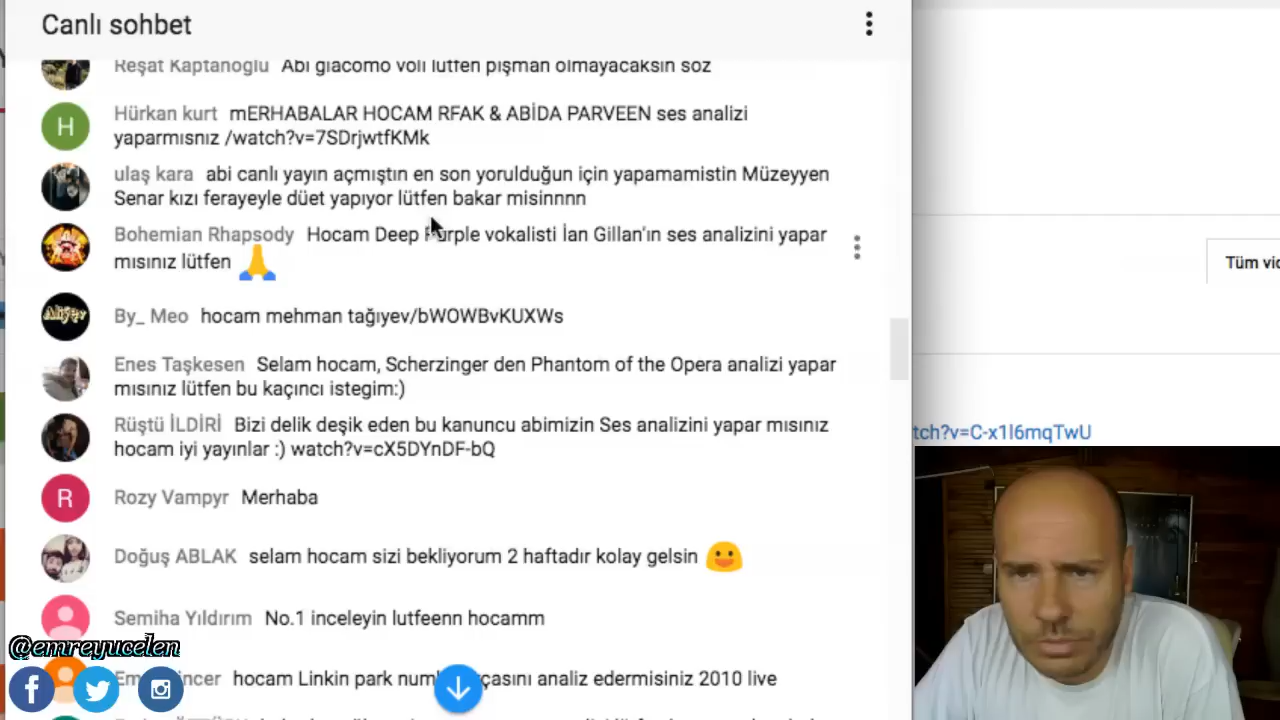 Canlı sohbet
Reşat Kaptanoğlu Abi giacomo voli lütfen pişman olmayacaksın söz
Hürkan kurt mERHABALAR HOCAM RFAK & ABİDA PARVEEN ses analizi
yaparmısnız /watch?v=7SDrjwtfKMk
ulaş kara abi canlı yayın açmıştın en son yorulduğun için yapamamistin Müzeyyen
Senar kızı ferayeyle düet yapıyor lütfen bakar misinnnn
Bohemian Rhapsody Hocam Deep Purple vokalisti İan Gillan'ın ses analizini yapar
mısınız lütfen 🙏
Tüm vid
By_ Meo hocam mehman tağıyev/bWOWBvKUXWs
Enes Taşkesen Selam hocam, Scherzinger den Phantom of the Opera analizi yapar
mısınız lütfen bu kaçıncı istegim:)
Rüştü İLDİRİ Bizi delik deşik eden bu kanuncu abimizin Ses analizini yapar mısınız
hocam iyi yayınlar :) watch?v=cX5DYnDF-bQ
tch?v=C-x1l6mqTwU
R Rozy Vampyr Merhaba
Doğuş ABLAK selam hocam sizi bekliyorum 2 haftadır kolay gelsin 😃
Semiha Yıldırım No.1 inceleyin lutfeenn hocamm
@emreyucelen
hocam Linkin park analiz edermisiniz 2010 live